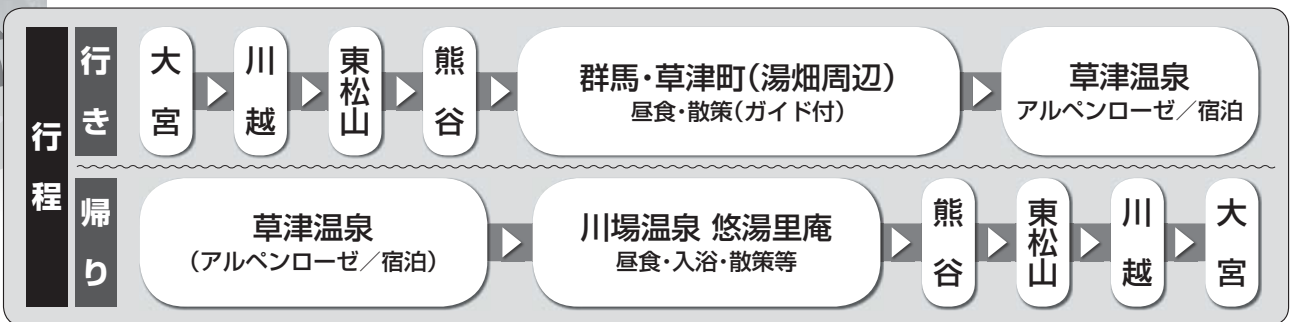 行程
行き
大宮
川越
東松山
熊谷
群馬・草津町(湯畑周辺)
昼食・散策(ガイド付)
草津温泉
アルペンローゼ/宿泊
帰り
草津温泉
(アルペンローゼ/宿泊)
川場温泉 悠湯里庵
昼食・入浴・散策等
熊谷
東松山
川越
大宮